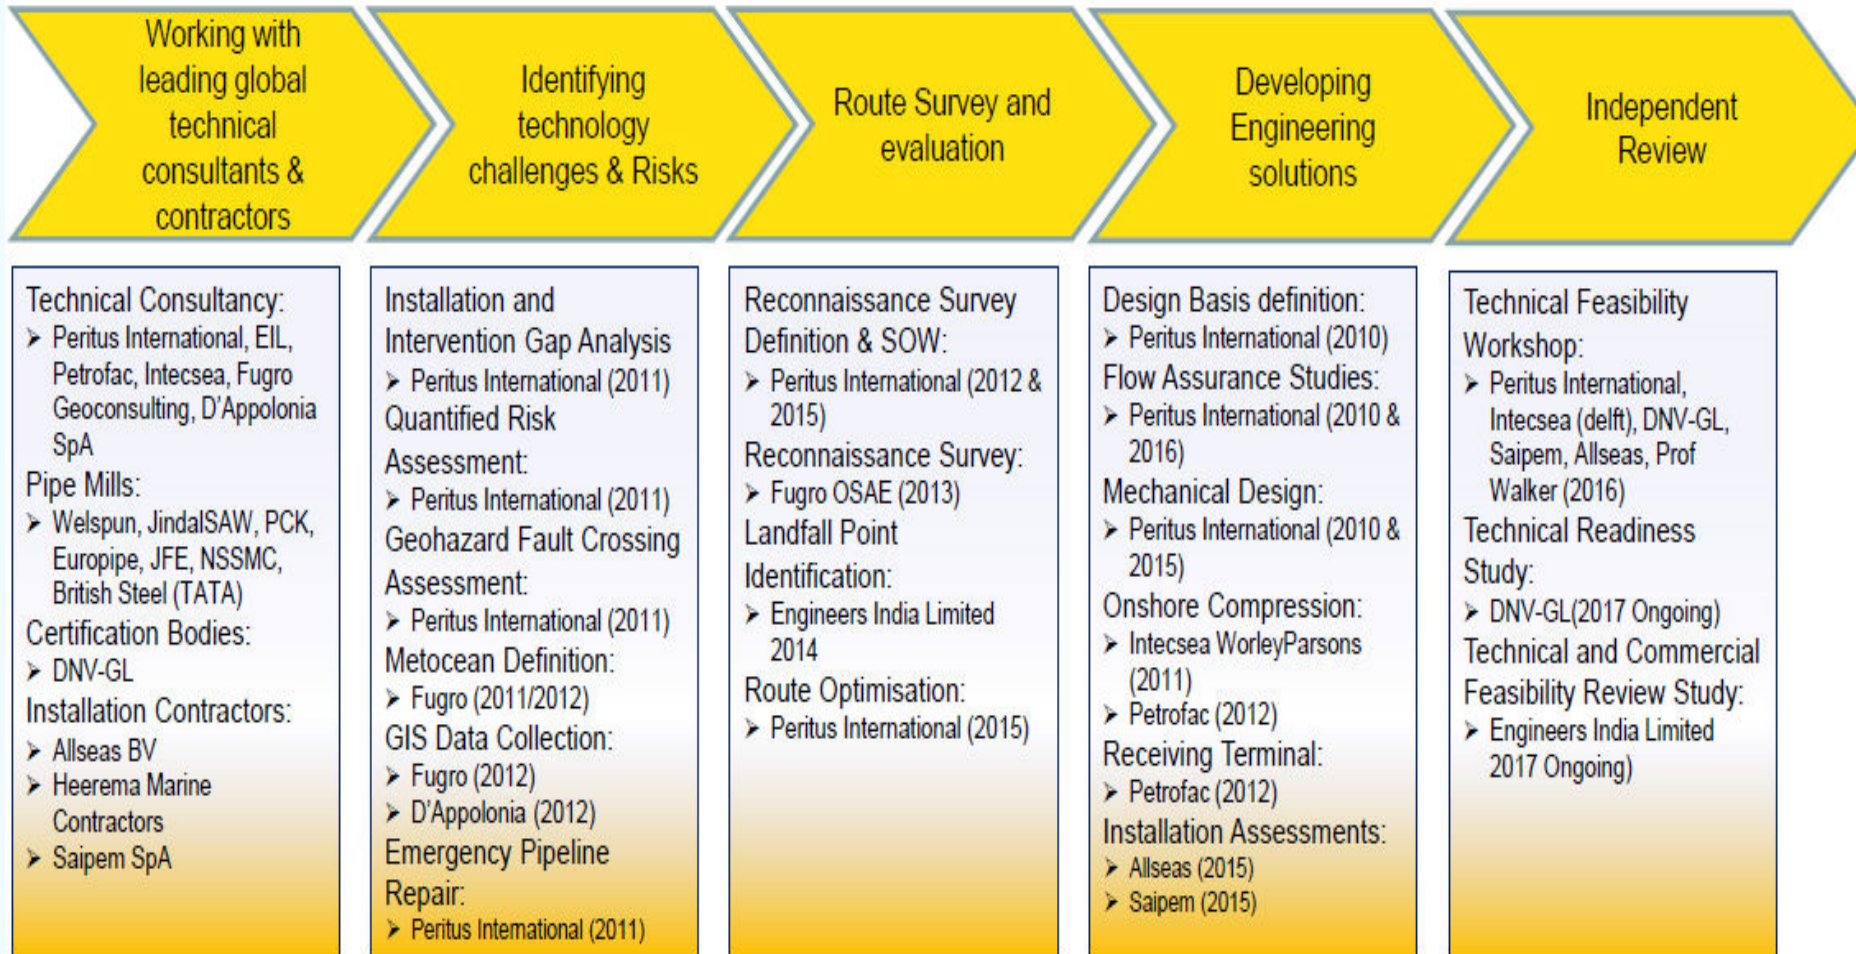 Working with
leading global
technical
consultants &
contractors
Identifying
technology
challenges & Risks
Route Survey and
evaluation
Developing
Engineering
solutions
Independent
Review
Technical Consultancy:
➢ Peritus International, EIL,
Petrofac, Intecsea, Fugro
Geoconsulting, D'Appolonia
SpA
Pipe Mills:
➢ Welspun, JindalSAW, PCK,
Europipe, JFE, NSSMC,
British Steel (TATA)
Certification Bodies:
➢ DNV-GL
Installation Contractors:
➢ Allseas BV
➢ Heerema Marine
Contractors
➢ Saipem SpA
Installation and
Intervention Gap Analysis
➢ Peritus International (2011)
Quantified Risk
Assessment:
➢ Peritus International (2011)
Geohazard Fault Crossing
Assessment:
➢ Peritus International (2011)
Metocean Definition:
➢ Fugro (2011/2012)
GIS Data Collection:
➢ Fugro (2012)
➢ D'Appolonia (2012)
Emergency Pipeline
Repair:
➢ Peritus International (2011)
Reconnaissance Survey
Definition & SOW:
➢ Peritus International (2012 &
2015)
Reconnaissance Survey:
➢ Fugro OSAE (2013)
Landfall Point
Identification:
➢ Engineers India Limited
2014
Route Optimisation:
➢ Peritus International (2015)
Design Basis definition:
➢ Peritus International (2010)
Flow Assurance Studies:
➢ Peritus International (2010 &
2016)
Mechanical Design:
➢ Peritus International (2010 &
2015)
Onshore Compression:
➢ Intecsea WorleyParsons
(2011)
➢ Petrofac (2012)
Receiving Terminal:
➢ Petrofac (2012)
Installation Assessments:
➢ Allseas (2015)
➢ Saipem (2015)
Technical Feasibility
Workshop:
➢ Peritus International,
Intecsea (delft), DNV-GL,
Saipem, Allseas, Prof
Walker (2016)
Technical Readiness
Study:
➢ DNV-GL(2017 Ongoing)
Technical and Commercial
Feasibility Review Study:
➢ Engineers India Limited
2017 Ongoing)